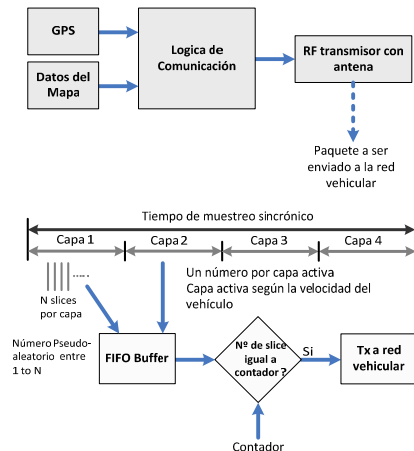 GPS
Datos del
Mapa
Logica de
Comunicación
RF transmisor con
antena
Paquete a ser
enviado a la red
vehicular
Tiempo de muestreo sincrónico
Capa 1
Capa 2
Capa 3
Capa 4
N slices
por capa
Un número por capa activa
Capa activa según la velocidad del
vehículo
Número Pseudo-
aleatorio entre
1 to N
FIFO Buffer
Nº de slice
igual a
contador ?
Si
Tx a red
vehicular
Contador